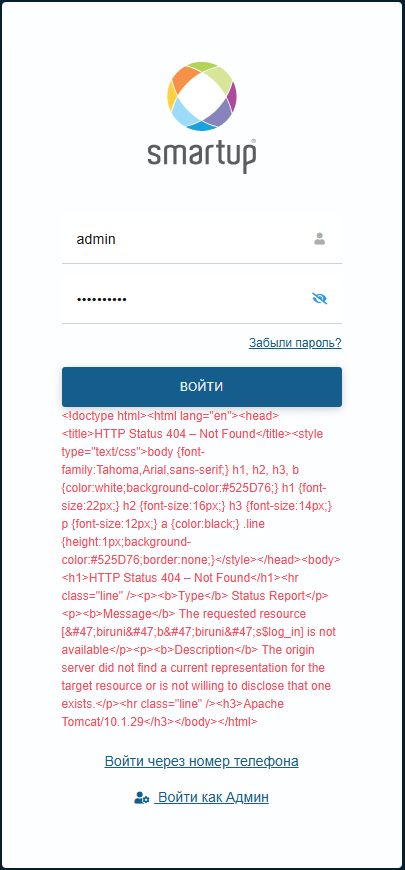 smartup®
admin
••••••••••
Забыли пароль?
ВОЙТИ
<!doctype html><html lang="en"><head>
<title>HTTP Status 404 – Not Found</title><style
type="text/css">body {font-
family:Tahoma,Arial,sans-serif;} h1, h2, h3, b
{color:white;background-color:#525D76;} h1 {font-
size:22px;} h2 {font-size:16px;} h3 {font-size:14px;}
p {font-size:12px;} a {color:black;} .line
{height:1px;background-
color:#525D76;border:none;}</style></head><body>
<h1>HTTP Status 404 – Not Found</h1><hr
class="line" /><p><b>Type</b> Status Report</p>
<p><b>Message</b> The requested resource
[&#47;biruni&#47;b&#47;biruni&#47;s$log_in] is not
available</p><p><b>Description</b> The origin
server did not find a current representation for the
target resource or is not willing to disclose that one
exists.</p><hr class="line" /><h3>Apache
Tomcat/10.1.29</h3></body></html>
Войти через номер телефона
Войти как Админ